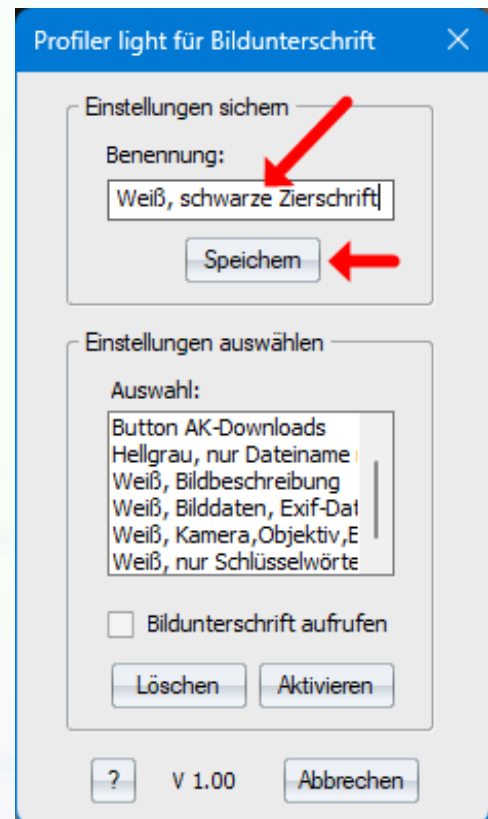 Profiler light für Bildunterschrift
Einstellungen sichern
Benennung:
Weiß, schwarze Zierschrift
Speichern
Einstellungen auswählen
Auswahl:
Button AK-Downloads
Hellgrau, nur Dateiname
Weiß, Bildbeschreibung
Weiß, Bilddaten, Exif-Dat
Weiß, Kamera,Objektiv,E
Weiß, nur Schlüsselwörte
Bildunterschrift aufrufen
Löschen Aktivieren
? V 1.00 Abbrechen